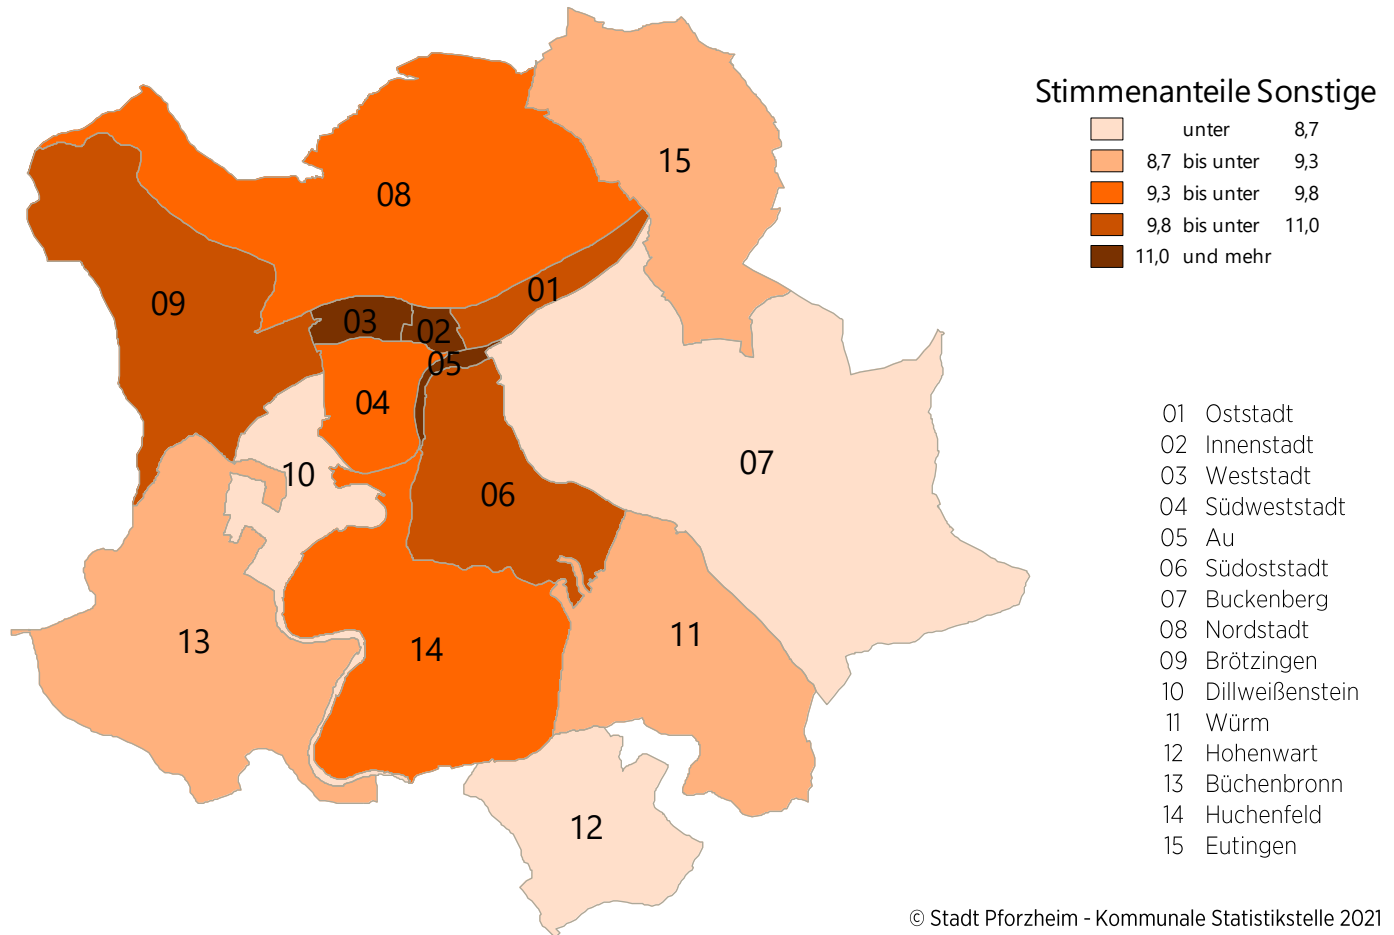 Stimmenanteile Sonstige
unter 8,7
8,7 bis unter 9,3
9,3 bis unter 9,8
9,8 bis unter 11,0
11,0 und mehr
15
08
01
09
03
02
05
04
07
10
06
11
13
14
12
01 Oststadt
02 Innenstadt
03 Weststadt
04 Südweststadt
05 Au
06 Südoststadt
07 Buckenberg
08 Nordstadt
09 Brötzingen
10 Dillweißenstein
11 Würm
12 Hohenwart
13 Büchenbronn
14 Huchenfeld
15 Eutingen
© Stadt Pforzheim - Kommunale Statistikstelle 2021